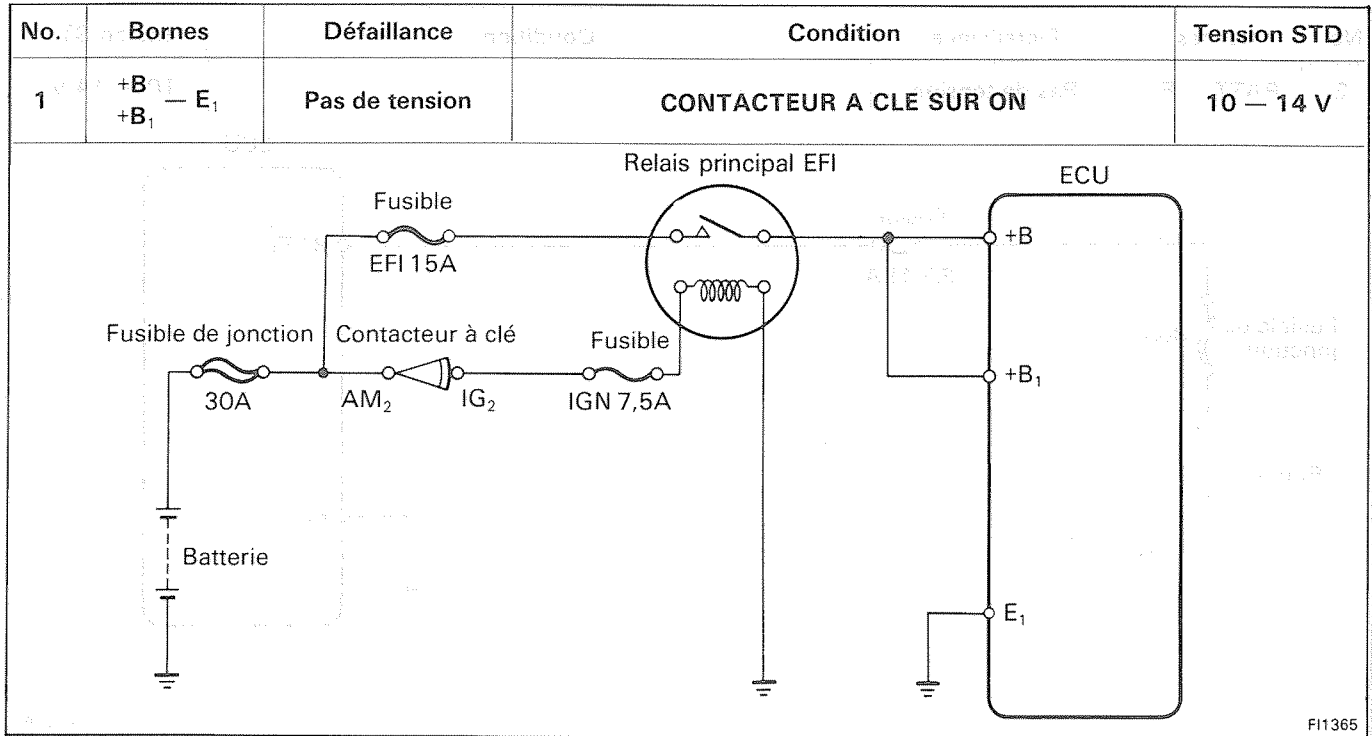 No. Bornes Défaillance Condition Tension STD
1 +B +B₁ — E₁ Pas de tension CONTACTEUR A CLE SUR ON 10 — 14 V
Relais principal EFI
ECU
Fusible
+B
EFI 15A
Fusible de jonction Contacteur à clé Fusible
30A AM₂ IG₂ IGN 7,5A
+B₁
Batterie
E₁
FI1365